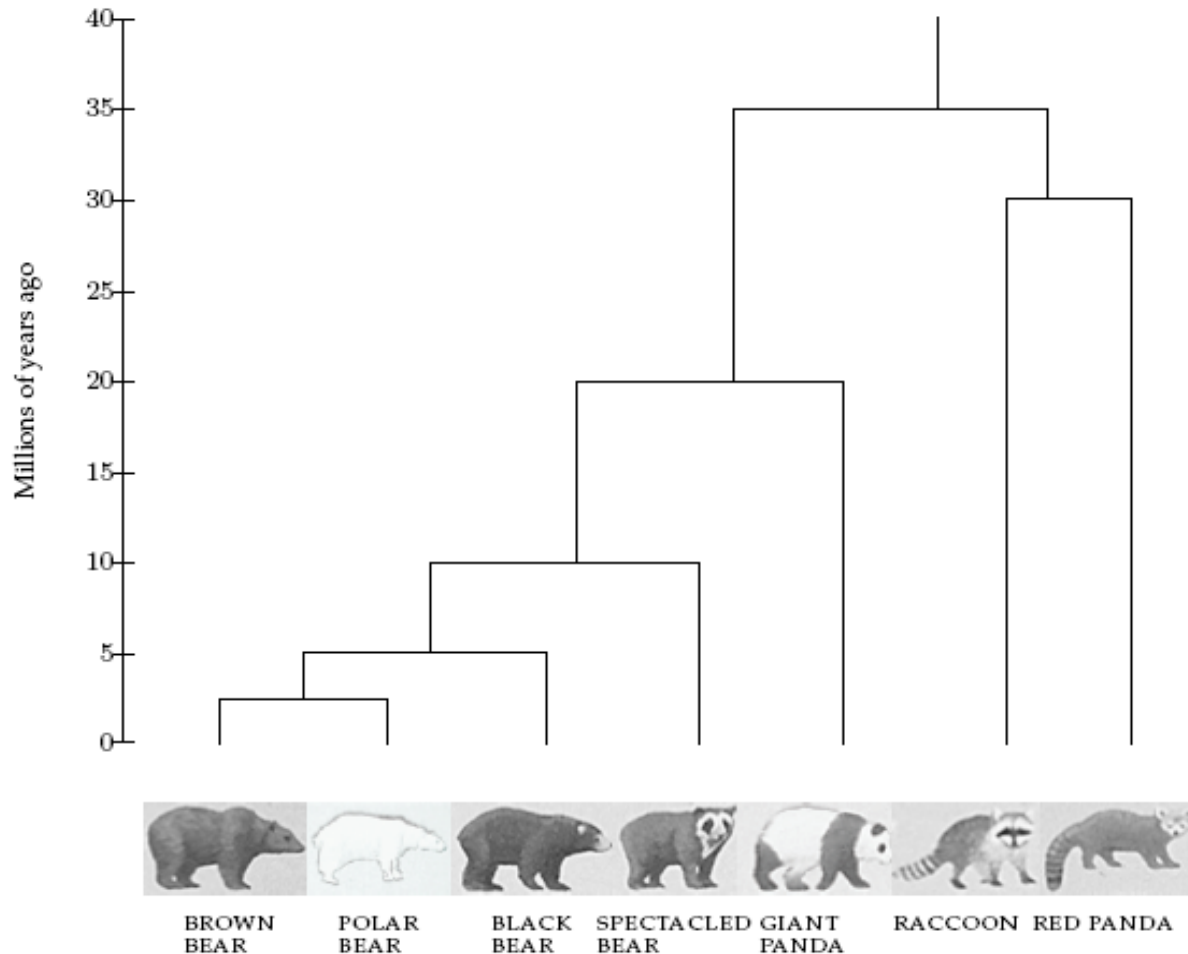 40
35
30
25
20
15
10
5
0
Millions of years ago
BROWN BEAR
POLAR BEAR
BLACK BEAR
SPECTACLED BEAR
GIANT PANDA
RACCOON
RED PANDA